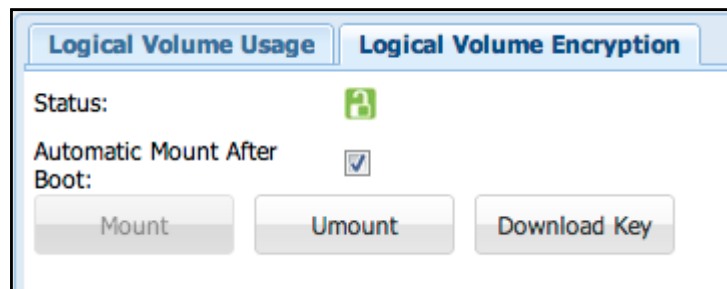 Logical Volume Usage Logical Volume Encryption
Status:
Automatic Mount After
Boot:
Mount Umount Download Key